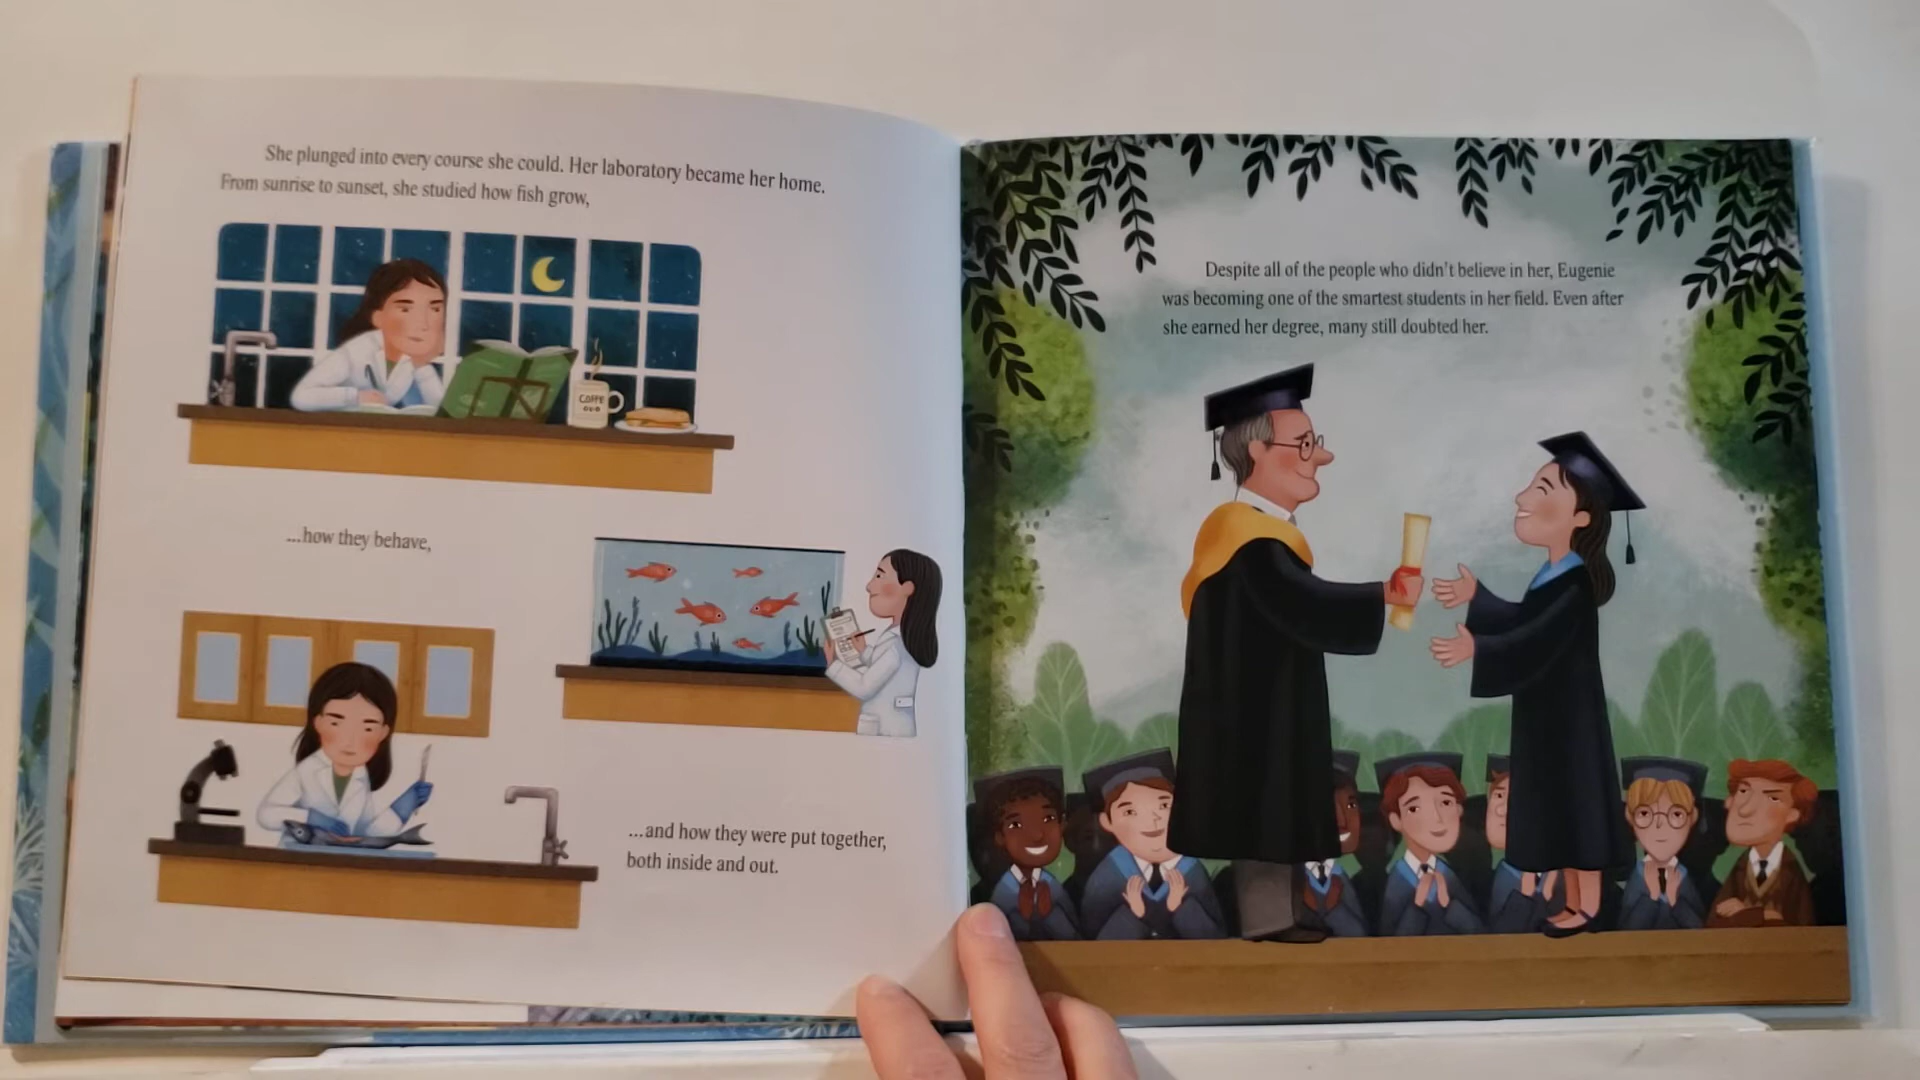 She plunged into every course she could. Her laboratory became her home.
From sunrise to sunset, she studied how fish grow,
COFFE
...how they behave,
...and how they were put together,
both inside and out.
Despite all of the people who didn't believe in her, Eugenie
was becoming one of the smartest students in her field. Even after
she earned her degree, many still doubted her.